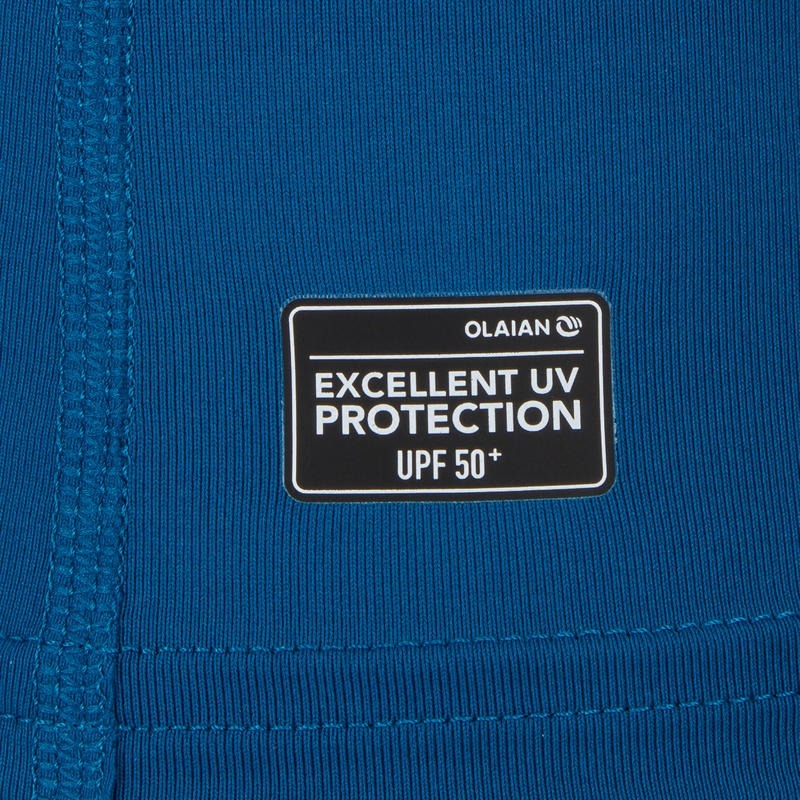 OLAIAN
EXCELLENT UV
PROTECTION
UPF 50+